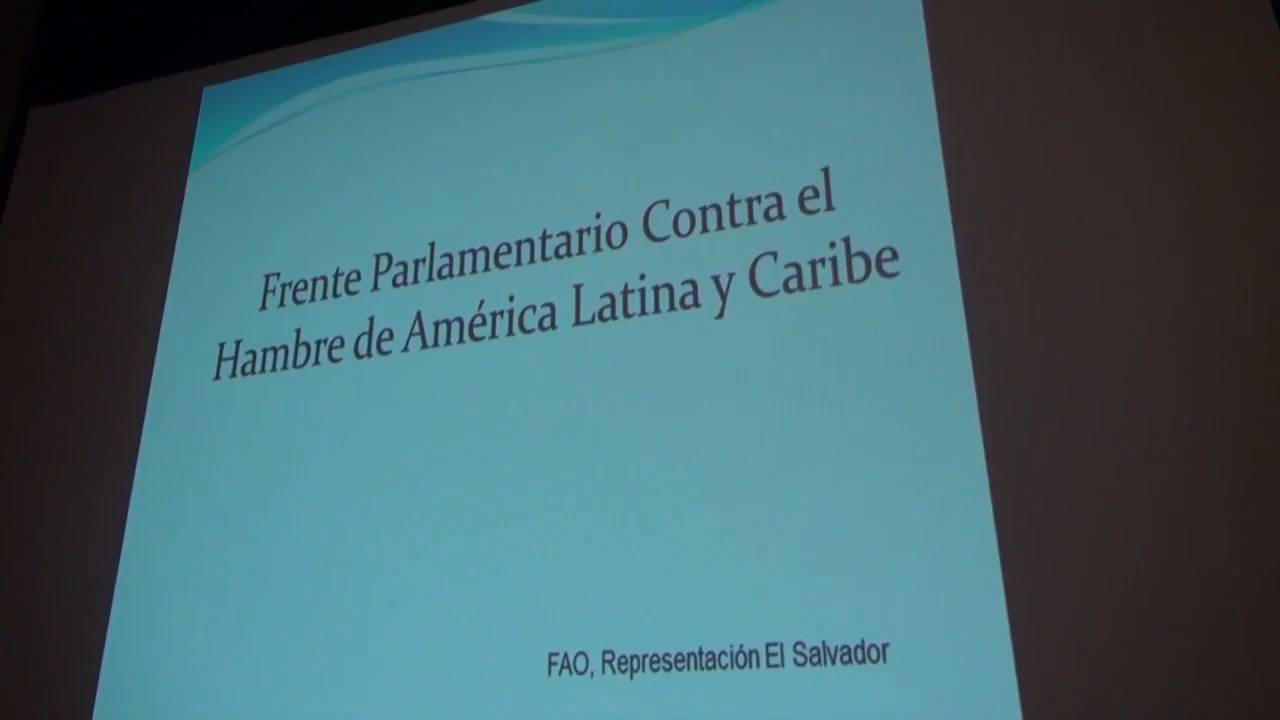 Frente Parlamentario Contra el
Hambre de América Latina y Caribe
FAO, Representación El Salvador